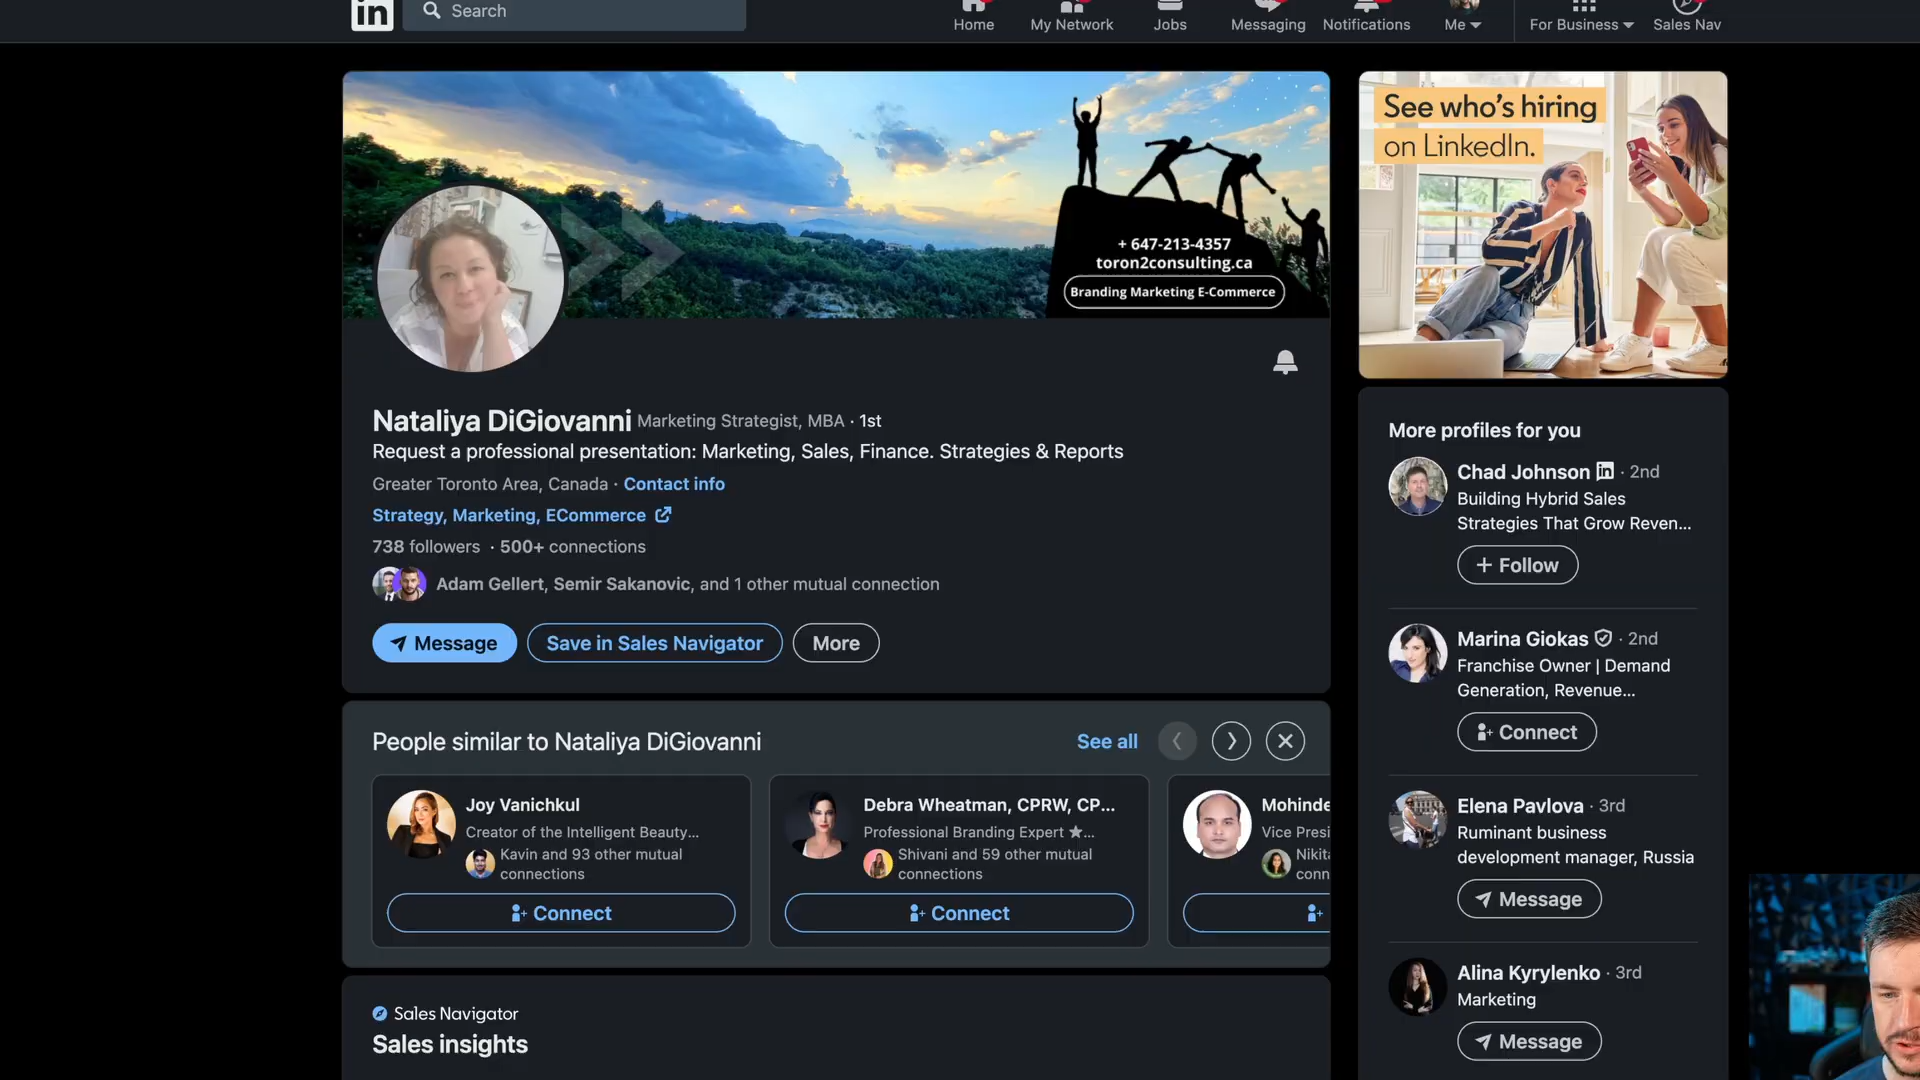 in
Search
Home
My Network
Jobs
Messaging
Notifications
Me
For Business
Sales Nav
+ 647-213-4357
toron2consulting.ca
Branding Marketing E-Commerce
See who's hiring
on LinkedIn.
Nataliya DiGiovanni Marketing Strategist, MBA · 1st
Request a professional presentation: Marketing, Sales, Finance. Strategies & Reports
Greater Toronto Area, Canada · Contact info
Strategy, Marketing, ECommerce
738 followers · 500+ connections
Adam Gellert, Semir Sakanovic, and 1 other mutual connection
Message
Save in Sales Navigator
More
People similar to Nataliya DiGiovanni
See all
Joy Vanichkul
Creator of the Intelligent Beauty...
Kavin and 93 other mutual
connections
Connect
Debra Wheatman, CPRW, CP...
Professional Branding Expert ★...
Shivani and 59 other mutual
connections
Connect
Mohinde
Vice Presi
Nikita
conn
Sales Navigator
Sales insights
More profiles for you
Chad Johnson in · 2nd
Building Hybrid Sales
Strategies That Grow Reven...
+ Follow
Marina Giokas · 2nd
Franchise Owner | Demand
Generation, Revenue...
Connect
Elena Pavlova · 3rd
Ruminant business
development manager, Russia
Message
Alina Kyrylenko · 3rd
Marketing
Message